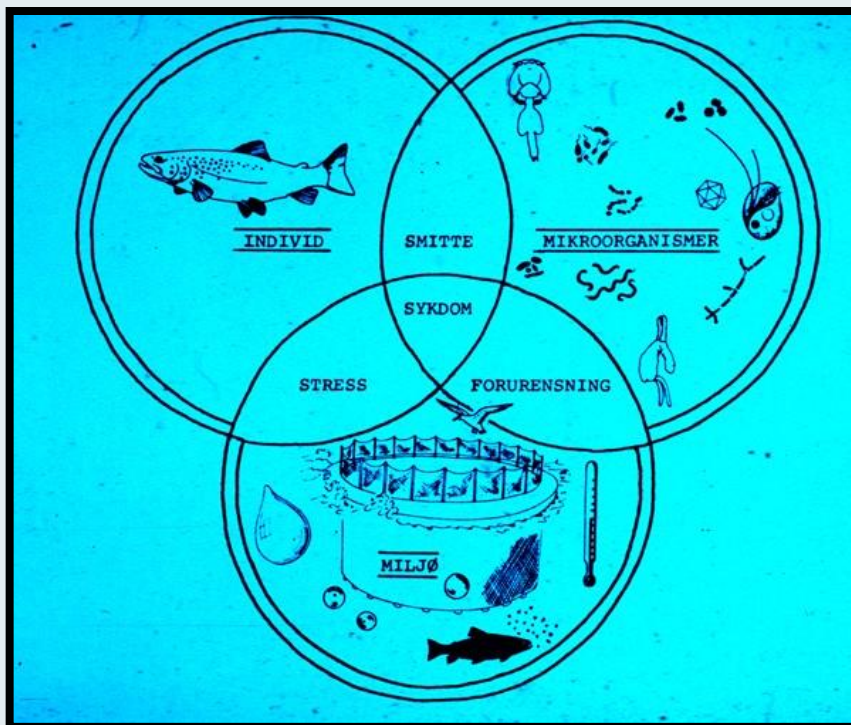 INDIVID
SMITTE
MIKROORGANISMER
SYKDOM
STRESS
FORURENSNING
MILJØ